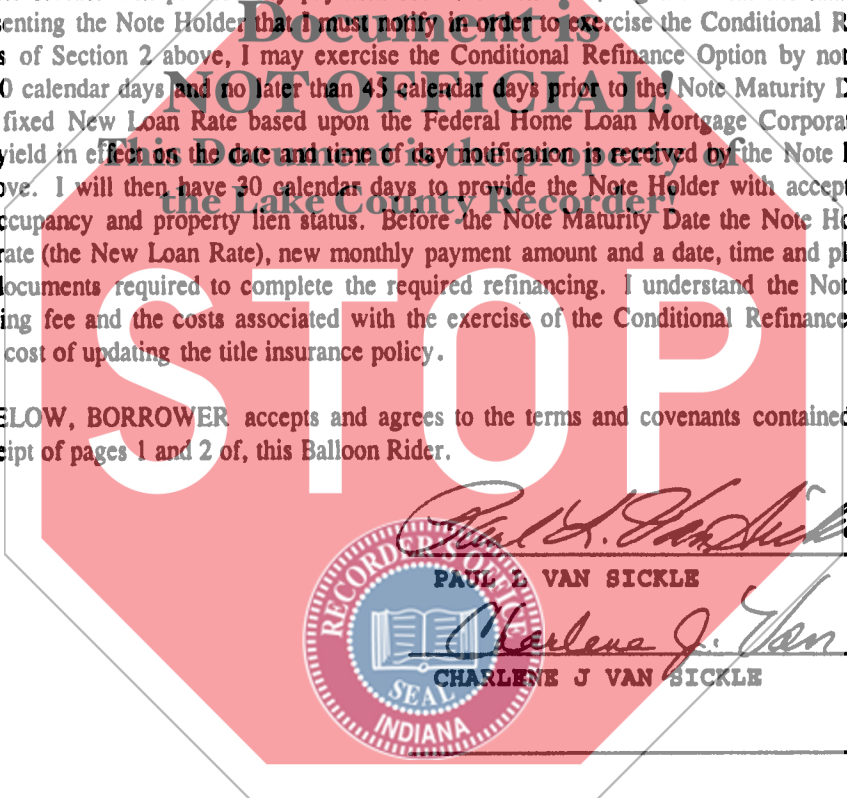 Document is
senting the Note Holder that I must notify in order to exercise the Conditional R
s of Section 2 above, I may exercise the Conditional Refinance Option by not
0 calendar days and no later than 45 calendar days prior to the Note Maturity D
NOT OFFICIAL!
fixed New Loan Rate based upon the Federal Home Loan Mortgage Corpora
yield in effect on the date and time of day notification is received by the Note
This Document is the property of
ve. I will then have 30 calendar days to provide the Note Holder with accept
the Lake County Recorder!
ccupancy and property lien status. Before the Note Maturity Date the Note Ho
rate (the New Loan Rate), new monthly payment amount and a date, time and pl
locuments required to complete the required refinancing. I understand the Not
ing fee and the costs associated with the exercise of the Conditional Refinance
cost of updating the title insurance policy.
STOP
ELOW, BORROWER accepts and agrees to the terms and covenants contained
eipt of pages 1 and 2 of, this Balloon Rider.
Paul L. Van Sickle
PAUL L VAN SICKLE
Charlene J. Van
CHARLENE J VAN SICKLE
RECORDER'S OFFICE
SEAL
INDIANA